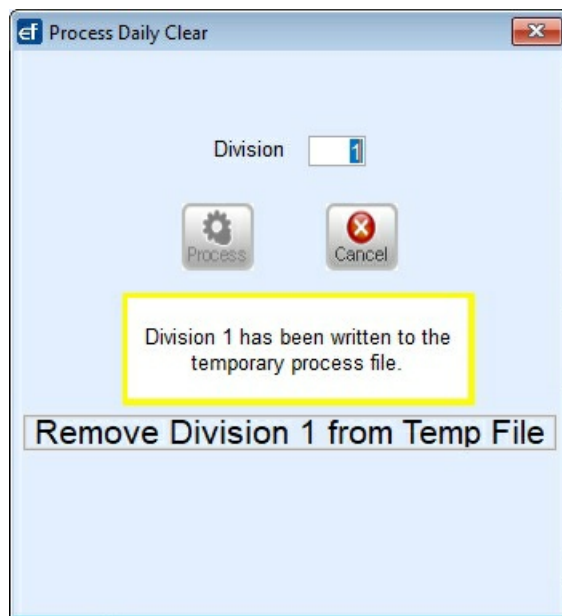 ef Process Daily Clear
Division 1
Process Cancel
Division 1 has been written to the
temporary process file.
Remove Division 1 from Temp File